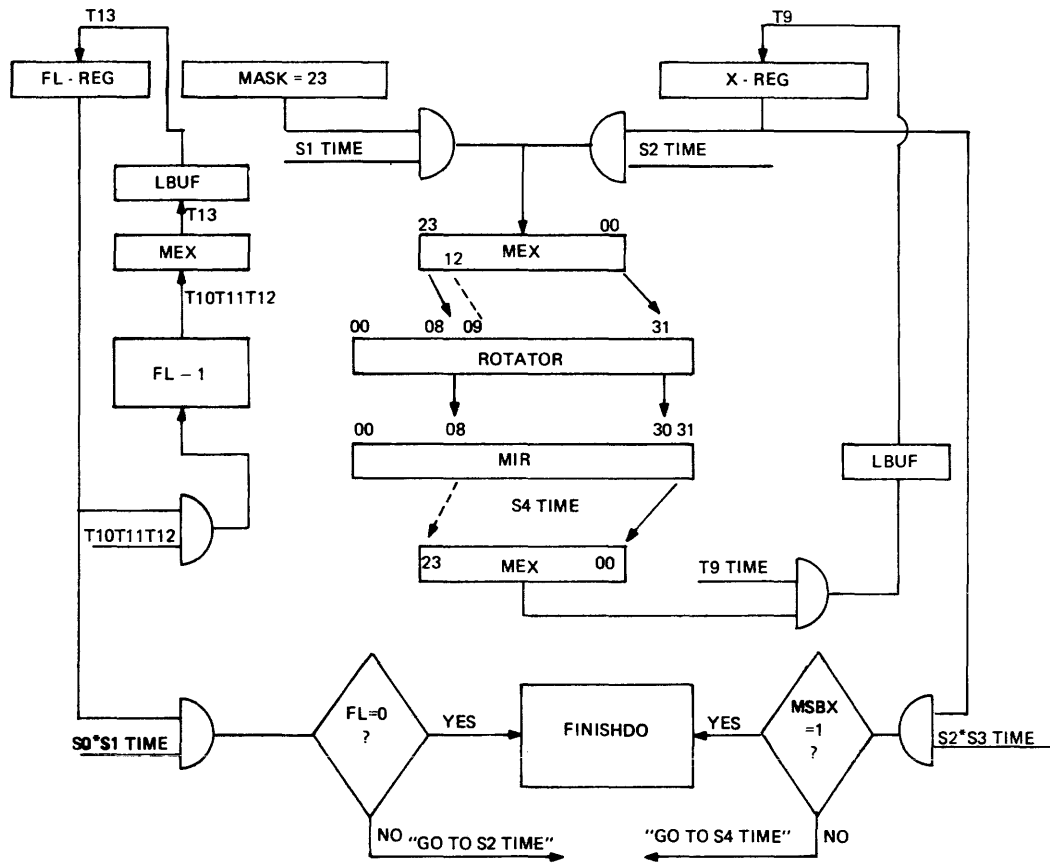 T13
T9
FL - REG
MASK = 23
X - REG
S1 TIME
S2 TIME
LBUF
T13
23
00
MEX
MEX
12
T10T11T12
00
08
09
31
ROTATOR
FL - 1
00
08
30 31
MIR
LBUF
S4 TIME
T10T11T12
23
MEX
00
T9 TIME
FL=0
?
YES
FINISHDO
YES
MSBX
=1
?
S0*S1 TIME
S2*S3 TIME
NO
"GO TO S2 TIME"
"GO TO S4 TIME"
NO